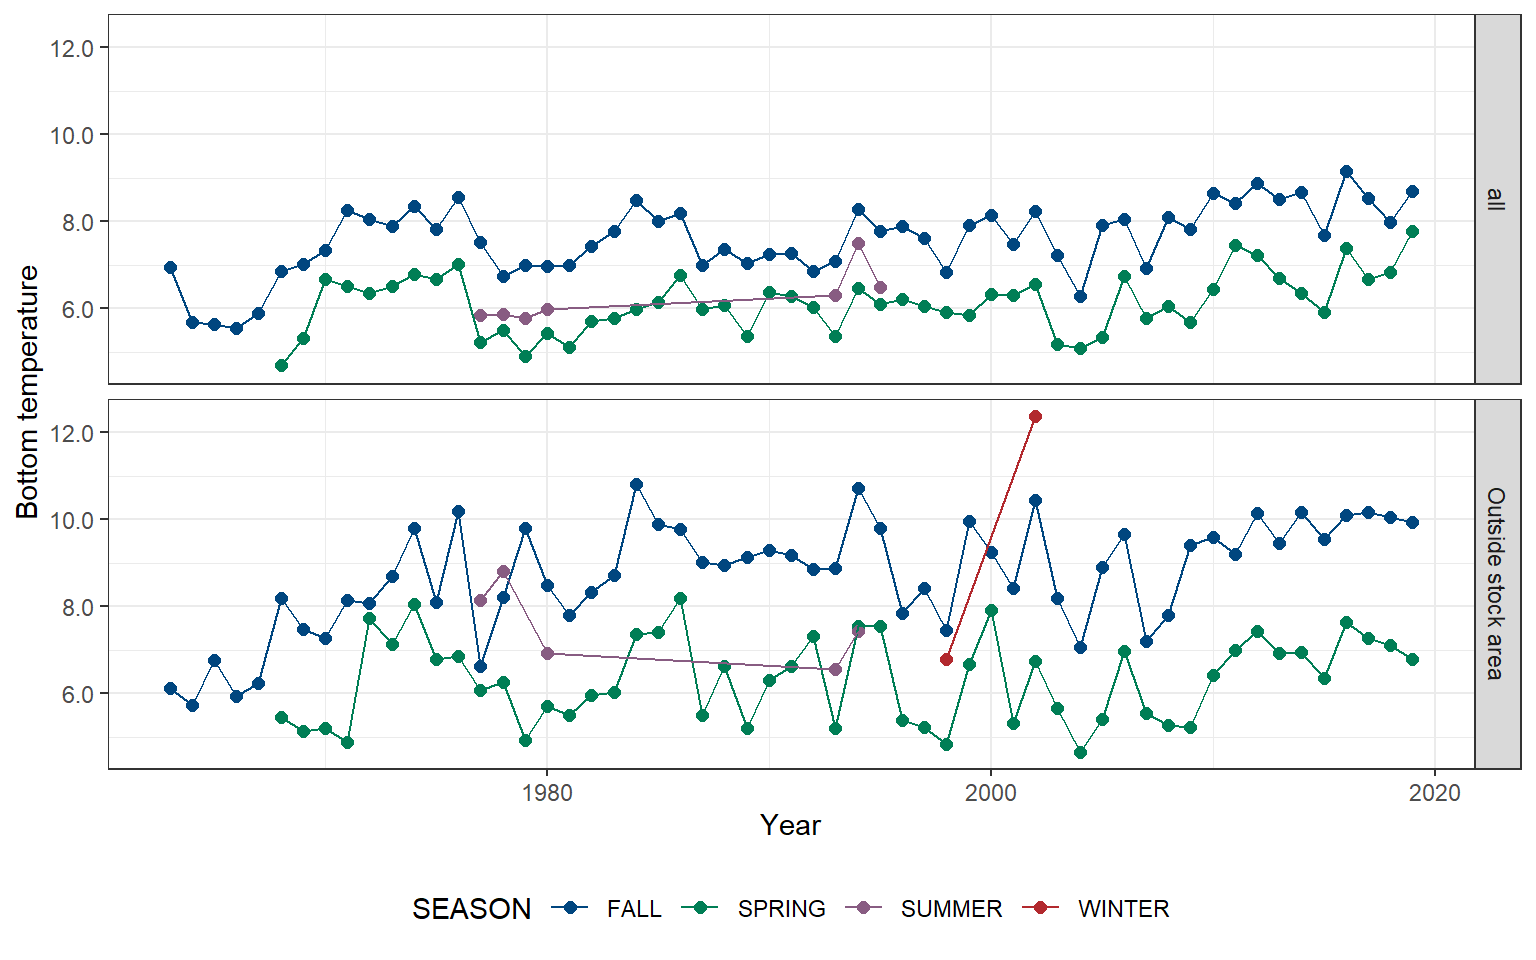 Bottom temperature
12.0
10.0
8.0
6.0
all
12.0
10.0
8.0
6.0
Outside stock area
1980
2000
2020
Year
SEASON FALL SPRING SUMMER WINTER